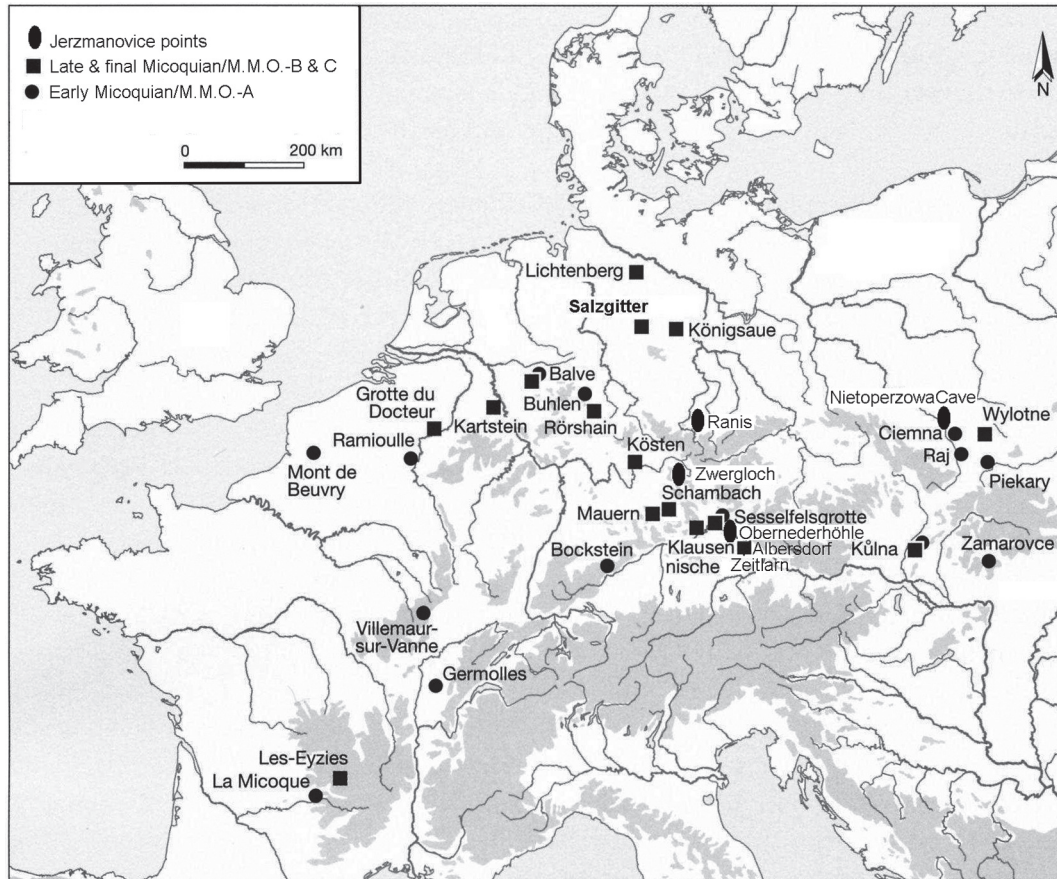 Jerzmanovice points
Late & final Micoquian/M.M.O.-B & C
Early Micoquian/M.M.O.-A
0 200 km
N
Lichtenberg
Salzgitter
Königsaue
Balve
Grotte du
Docteur
Buhlen
Kartstein
Rörshain
Ramioulle
Ranis
NietoperzowaCave
Wylotne
Ciemna
Raj
Piekary
Kösten
Mont de
Beuvry
Zwergloch
Schambach
Mauern
Sesselfelsgrotte
Obernederhöhle
Klausen
nische
Albersdorf
Zeitlarn
Bockstein
Kůlna
Zamarovce
Villemaur-
sur-Vanne
Germolles
Les-Eyzies
La Micoque